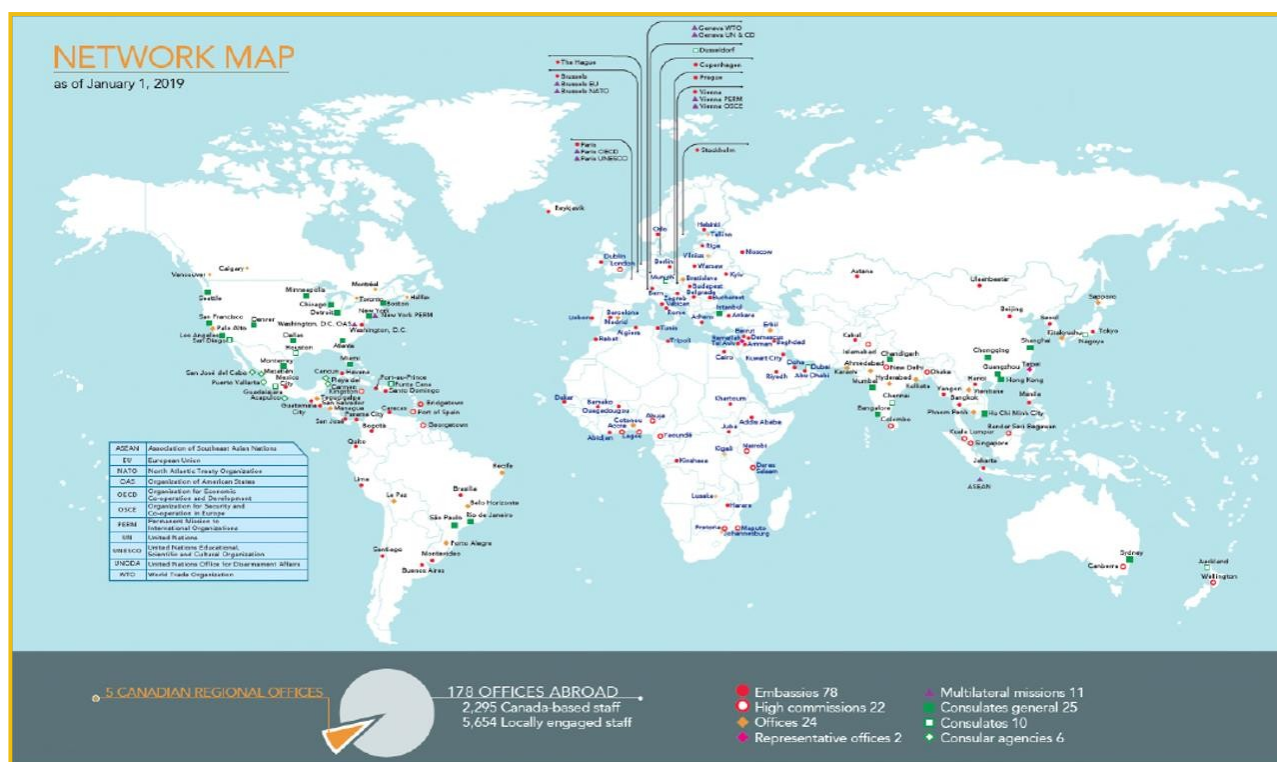 NETWORK MAP
as of January 1, 2019
Geneva WTO
Geneva UN & CD
Dusseldorf
Copenhagen
Prague
Vienna
Vienna PERM
Vienna OSCE
Stockholm
The Hague
Brussels
Brussels EU
Brussels NATO
Paris
Paris OECD
Paris UNESCO
Reykjavik
Vancouver
Calgary
Seattle
Minneapolis
Montréal
Chicago
Toronto
Boston
Halifax
Detroit
New York
New York PERM
San Francisco
Palo Alto
Denver
Washington, D.C. OAS
Washington, D.C.
Los Angeles
San Diego
Dallas
Atlanta
Houston
Miami
Monterrey
San José del Cabo
Mazatlan
Cancun
Havana
Puerto Vallarta
Mexico
City
Playa del
Carmen
Port-au-Prince
Punta Cana
Kingston
Santo Domingo
Guadalajara
Acapulco
Tegucigalpa
Guatemala
City
San Salvador
Managua
Bridgetown
Port of Spain
Panama City
Caracas
San José
Georgetown
Bogotá
Quito
Lima
Recife
La Paz
Brasilia
Belo Horizonte
São Paulo
Rio de Janeiro
Porto Alegre
Santiago
Montevideo
Buenos Aires
Oslo
Helsinki
Tallinn
Riga
Vilnius
Moscow
Dublin
London
Berlin
Warsaw
Kyiv
Munich
Bratislava
Budapest
Bern
Zagreb
Belgrade
Bucharest
Vatican
Rome
Istanbul
Ankara
Athens
Lisbon
Barcelona
Madrid
Algiers
Tunis
Rabat
Tripoli
Beirut
Erbil
Damascus
Baghdad
Ramallah
Tel Aviv
Amman
Cairo
Kuwait City
Doha
Dubai
Riyadh
Abu Dhabi
Dakar
Bamako
Ouagadougou
Khartoum
Abuja
Cotonou
Accra
Addis Ababa
Juba
Abidjan
Lagos
Yaoundé
Nairobi
Kigali
Kinshasa
Dar es
Salaam
Lusaka
Harare
Pretoria
Maputo
Johannesburg
Astana
Ulaanbaatar
Sapporo
Beijing
Seoul
Kitakyushu
Tokyo
Nagoya
Shanghai
Kabul
Islamabad
Chandigarh
New Delhi
Dhaka
Chongqing
Guangzhou
Taipei
Hong Kong
Karachi
Ahmedabad
Hyderabad
Kolkata
Mumbai
Chennai
Bangalore
Colombo
Yangon
Hanoi
Vientiane
Manila
Bangkok
Phnom Penh
Ho Chi Minh City
Kuala Lumpur
Bandar Seri Begawan
Singapore
Jakarta
ASEAN
Sydney
Canberra
Auckland
Wellington
ASEAN Association of Southeast Asian Nations
EU European Union
NATO North Atlantic Treaty Organization
OAS Organization of American States
OECD Organization for Economic
Co-operation and Development
OSCE Organization for Security and
Co-operation in Europe
PERM Permanent Mission to
International Organizations
UN United Nations
UNESCO United Nations Educational,
Scientific and Cultural Organization
UNODA United Nations Office for Disarmament Affairs
WTO World Trade Organization
5 CANADIAN REGIONAL OFFICES
178 OFFICES ABROAD
2,295 Canada-based staff
5,654 Locally engaged staff
Embassies 78
High commissions 22
Offices 24
Representative offices 2
Multilateral missions 11
Consulates general 25
Consulates 10
Consular agencies 6